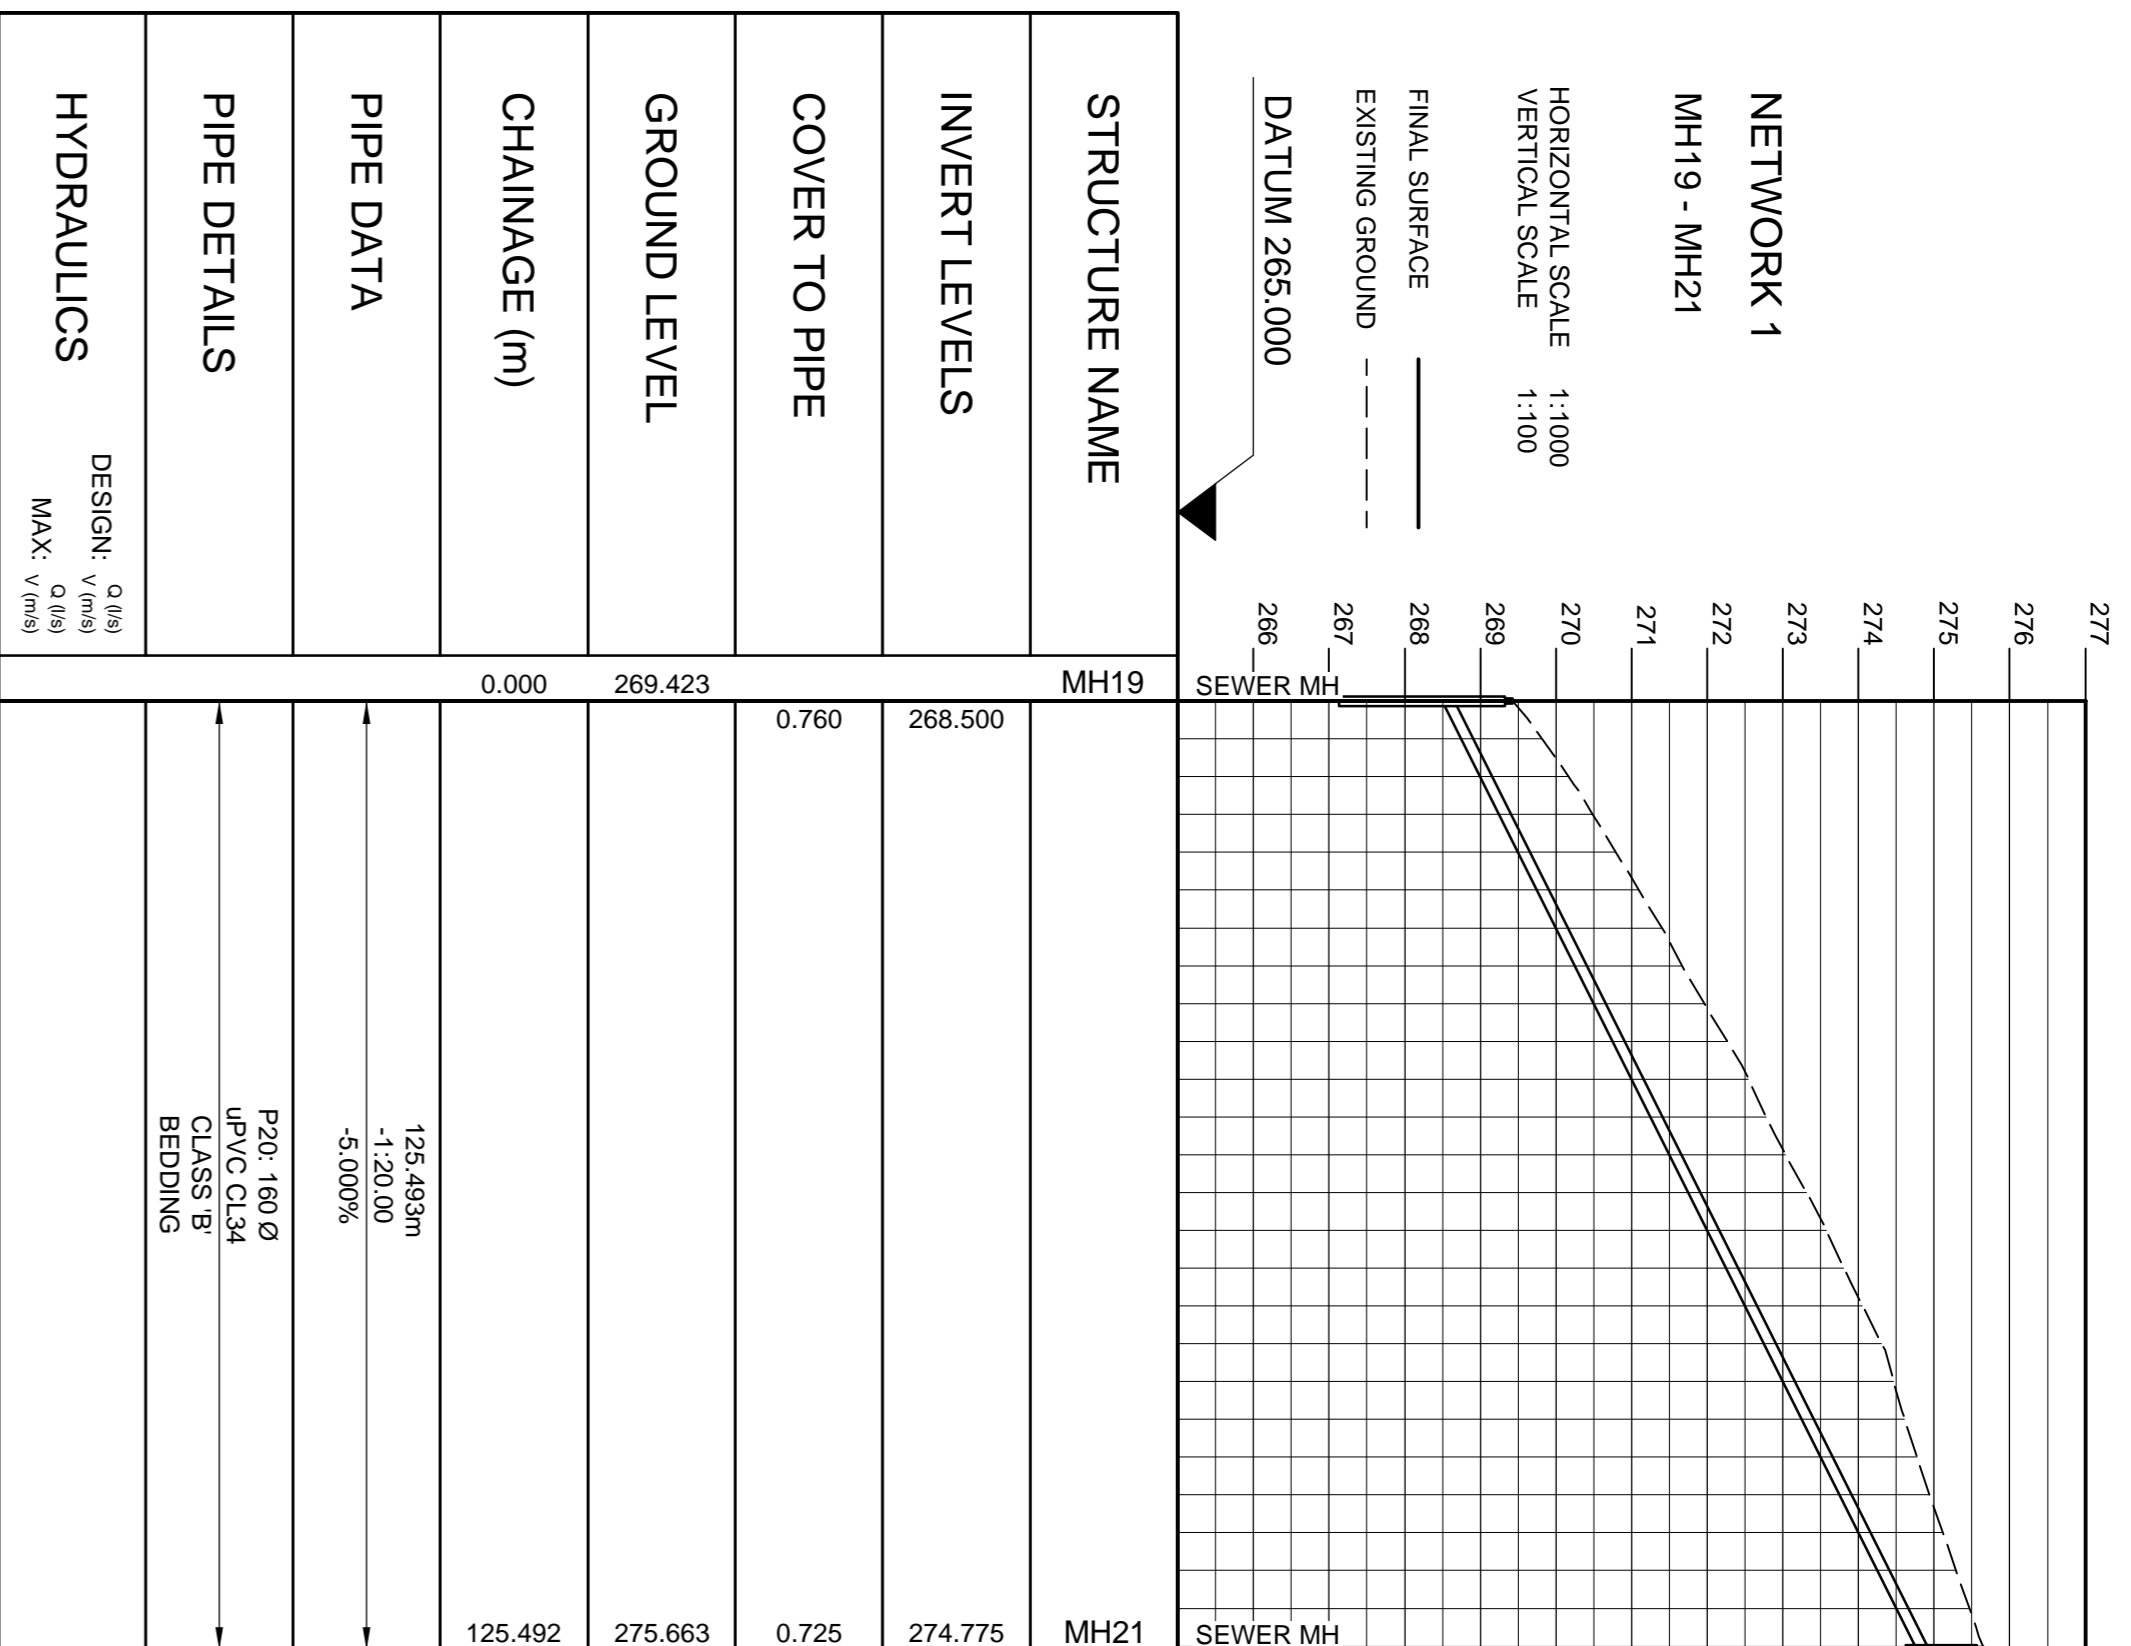 NETWORK 1
MH19 - MH21
HORIZONTAL SCALE 1:1000
VERTICAL SCALE 1:100
FINAL SURFACE
EXISTING GROUND
DATUM 265.000
277
276
275
274
273
272
271
270
269
268
267
266
SEWER MH
SEWER MH
STRUCTURE NAME MH19 MH21
INVERT LEVELS 268.500 274.775
COVER TO PIPE 0.760 0.725
GROUND LEVEL 269.423 275.663
CHAINAGE (m) 0.000 125.492
PIPE DATA
125.493m
-1:20.00
-5.000%
PIPE DETAILS
P20: 160 Ø
uPVC CL34
CLASS 'B'
BEDDING
HYDRAULICS
DESIGN: Q (l/s)
V (m/s)
MAX: Q (l/s)
V (m/s)